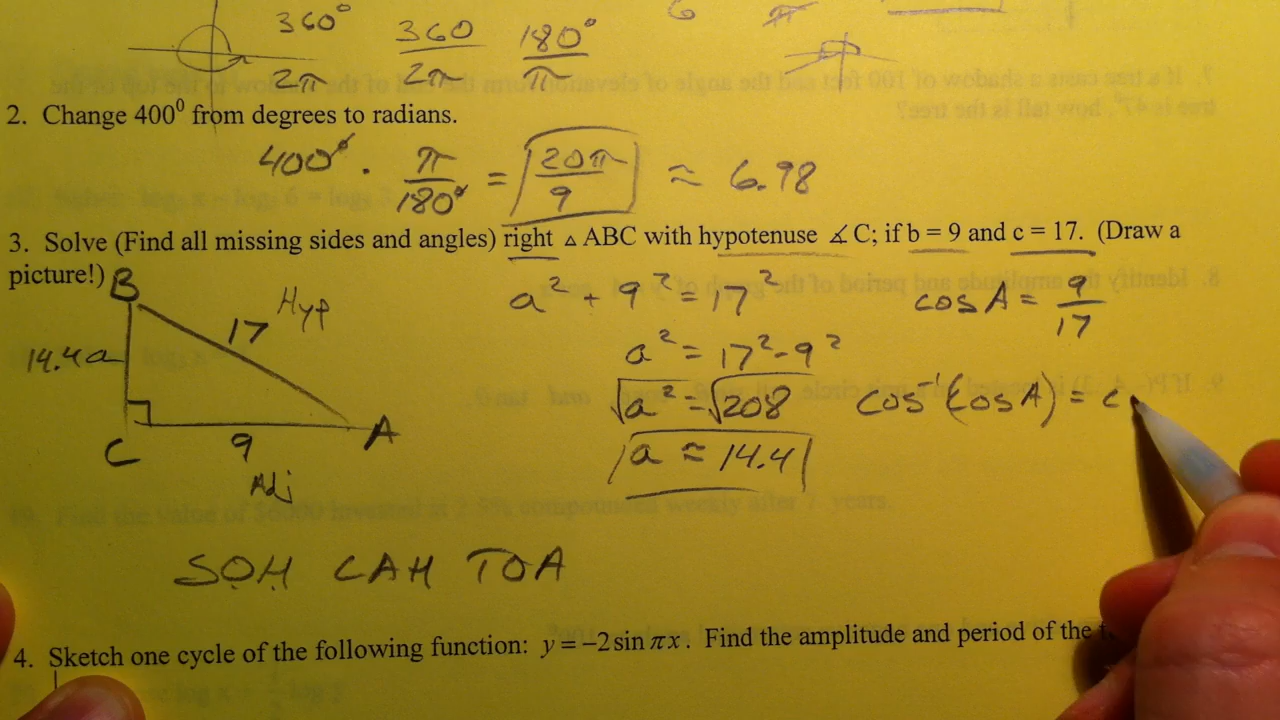 360° 360 180° 6 π
2π 2π π
2. Change 400⁰ from degrees to radians.
400° · π/180° = 20π/9 ≈ 6.98
3. Solve (Find all missing sides and angles) right △ ABC with hypotenuse ∡ C; if b = 9 and c = 17. (Draw a
picture!)
B
17 Hyp
14.4 a
C 9 A
Adj
a² + 9² = 17²
a² = 17² - 9²
√a² = √208
a ≈ 14.4
cos A = 9/17
cos⁻¹(cos A) = c
SOH CAH TOA
4. Sketch one cycle of the following function: y = −2 sin πx. Find the amplitude and period of the